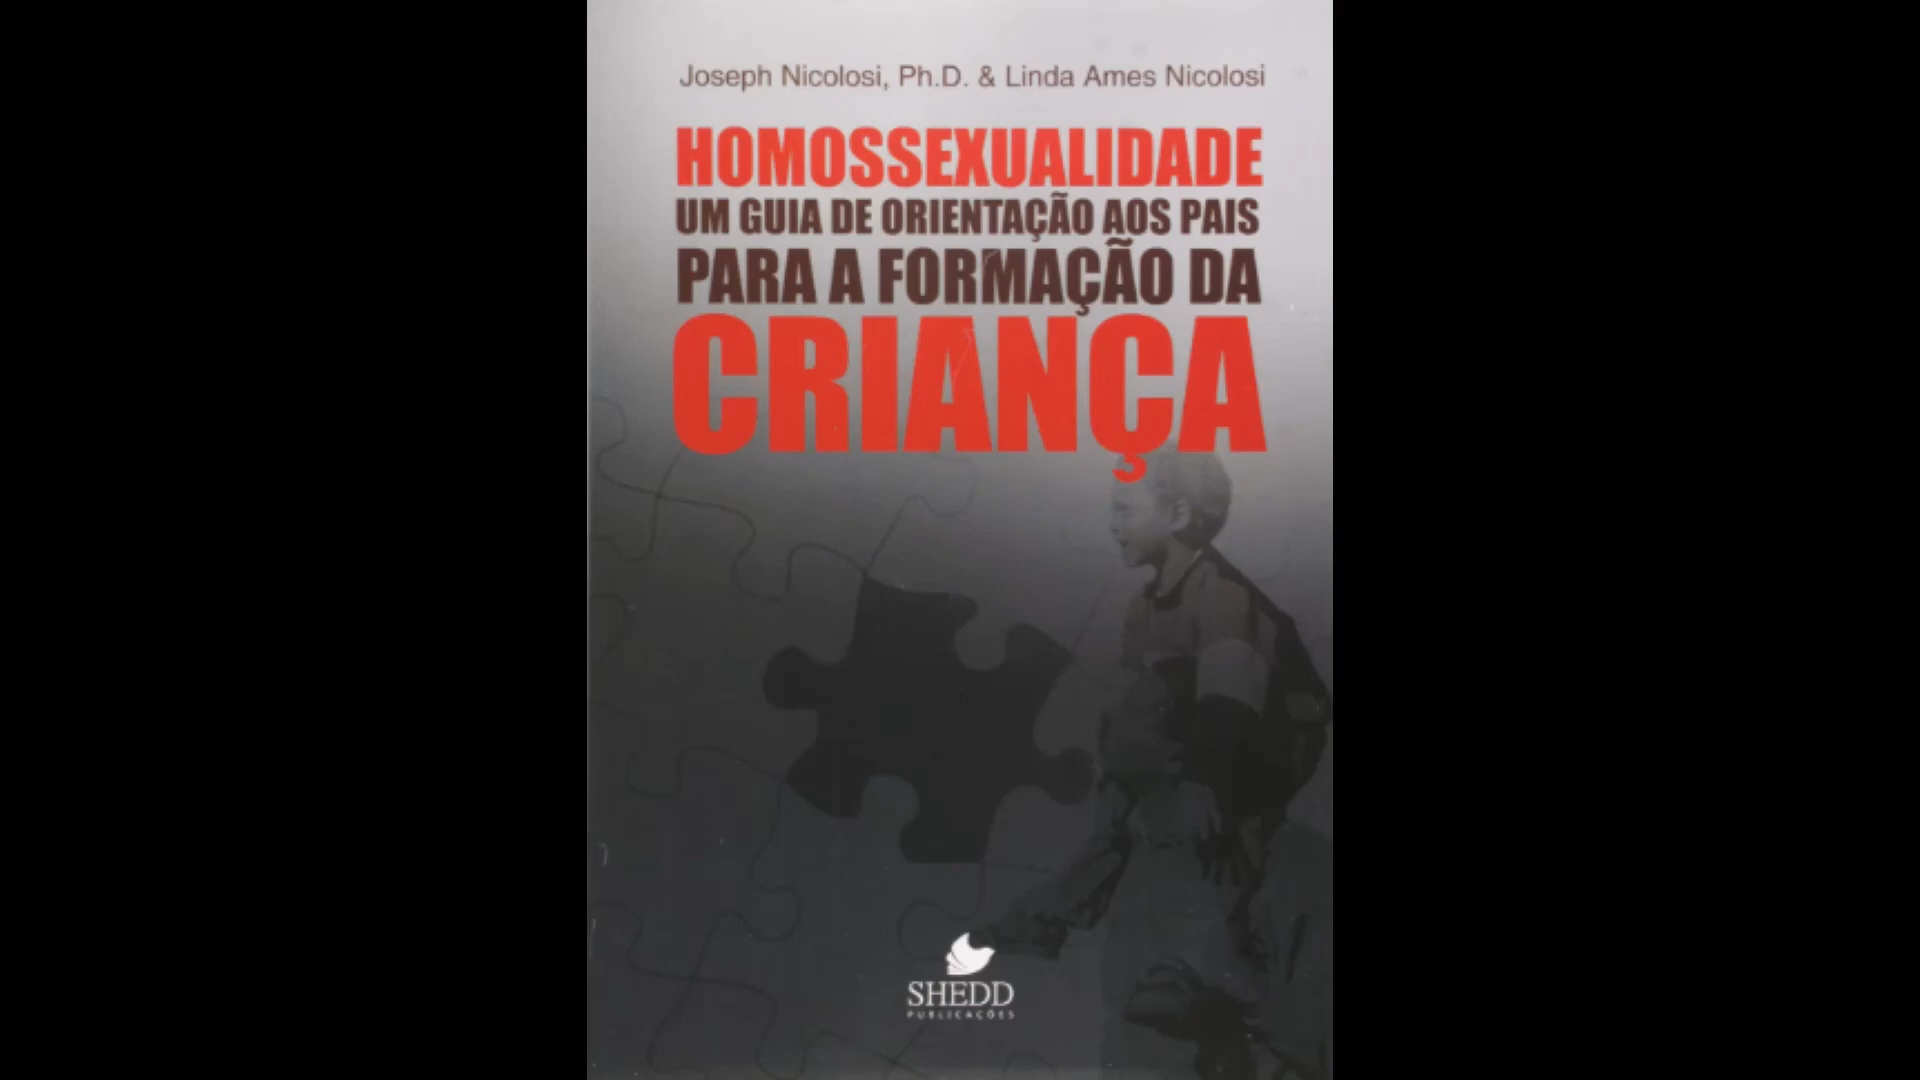 Joseph Nicolosi, Ph.D. & Linda Ames Nicolosi
HOMOSSEXUALIDADE
UM GUIA DE ORIENTAÇÃO AOS PAIS
PARA A FORMAÇÃO DA
CRIANÇA
SHEDD
PUBLICAÇÕES